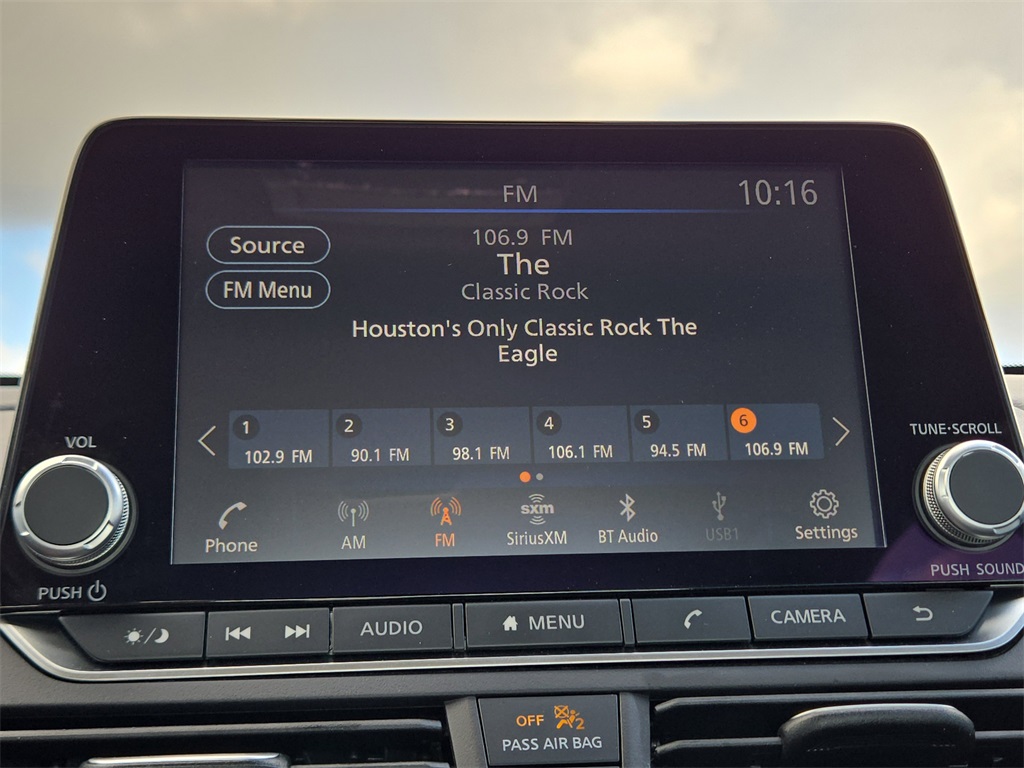 FM
10:16
Source
FM Menu
106.9 FM
The
Classic Rock
Houston's Only Classic Rock The
Eagle
1
102.9 FM
2
90.1 FM
3
98.1 FM
4
106.1 FM
5
94.5 FM
6
106.9 FM
VOL
TUNE•SCROLL
Phone
AM
FM
sxm
SiriusXM
BT Audio
USB1
Settings
PUSH
PUSH SOUND
AUDIO
MENU
CAMERA
OFF
2
PASS AIR BAG